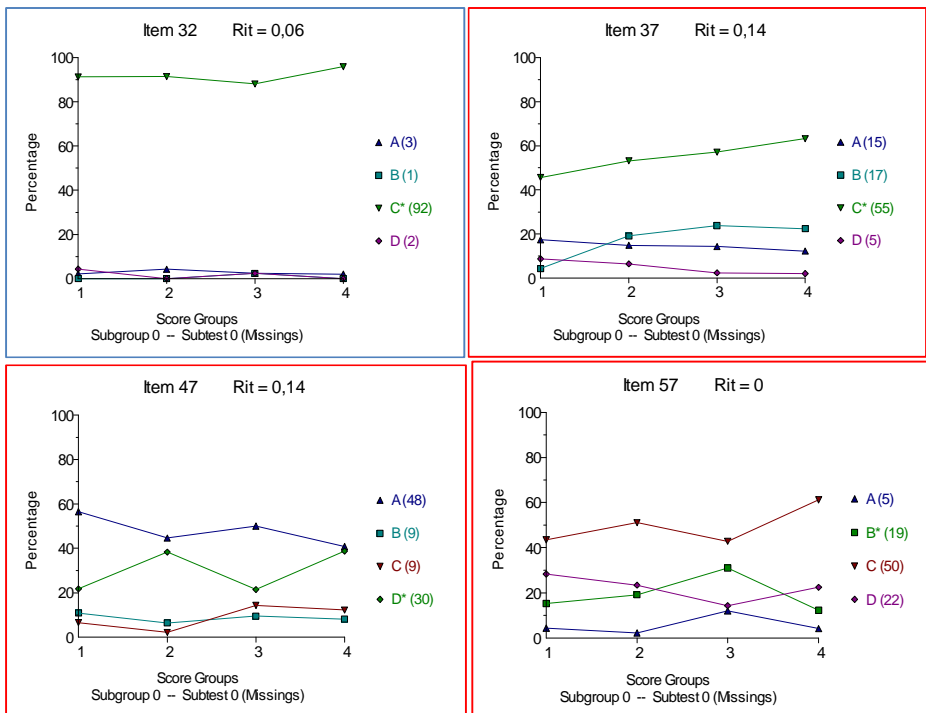 Item 32 Rit = 0,06
100
80
60
40
20
0
Percentage
1 2 3 4
Score Groups
Subgroup 0 -- Subtest 0 (Missings)
A (3)
B (1)
C* (92)
D (2)
Item 37 Rit = 0,14
100
80
60
40
20
0
Percentage
1 2 3 4
Score Groups
Subgroup 0 -- Subtest 0 (Missings)
A (15)
B (17)
C* (55)
D (5)
Item 47 Rit = 0,14
100
80
60
40
20
0
Percentage
1 2 3 4
Score Groups
Subgroup 0 -- Subtest 0 (Missings)
A (48)
B (9)
C (9)
D* (30)
Item 57 Rit = 0
100
80
60
40
20
0
Percentage
1 2 3 4
Score Groups
Subgroup 0 -- Subtest 0 (Missings)
A (5)
B* (19)
C (50)
D (22)